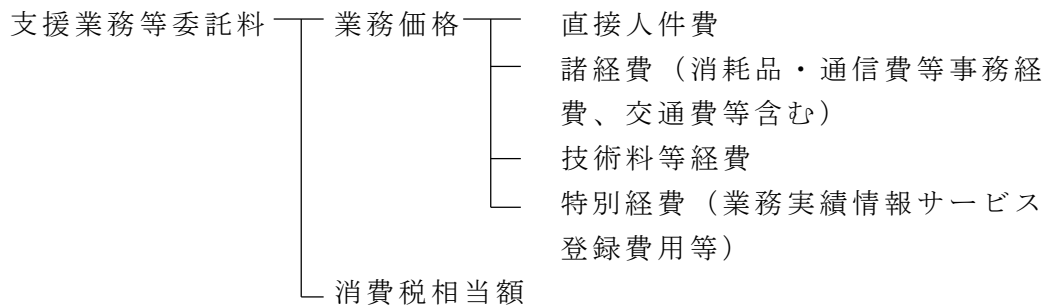 支援業務等委託料 業務価格 直接人件費
諸経費（消耗品・通信費等事務経
費、交通費等含む）
技術料等経費
特別経費（業務実績情報サービス
登録費用等）
消費税相当額